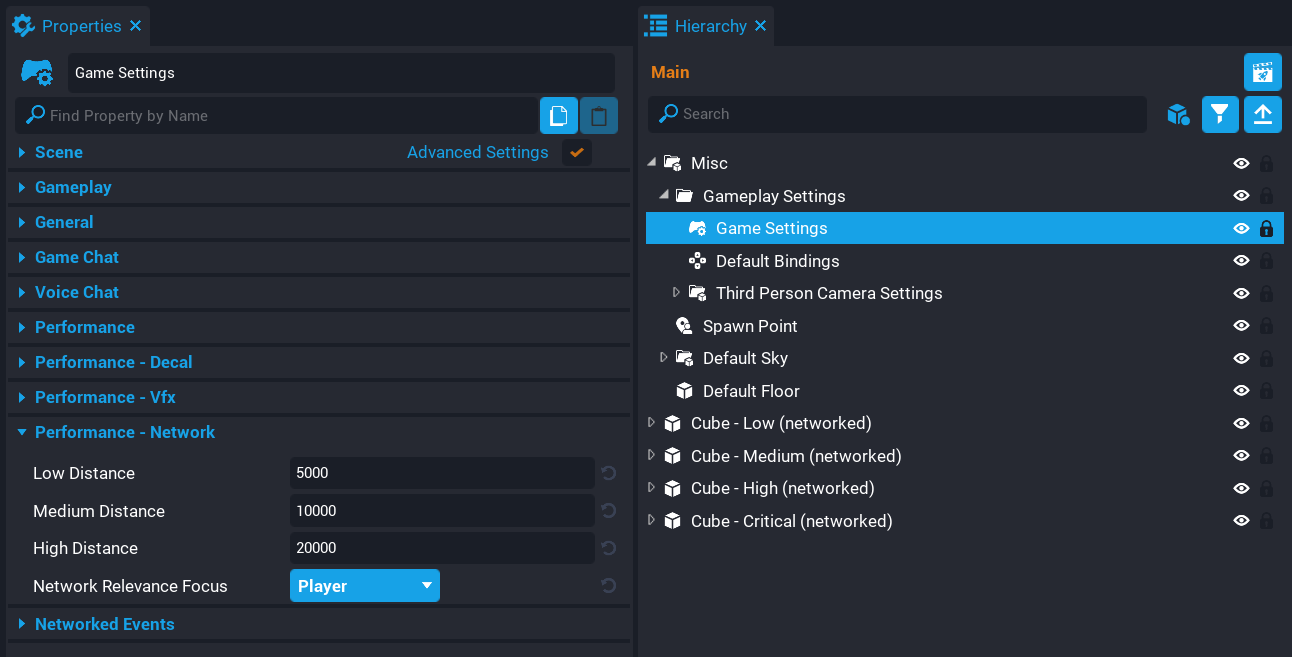 Properties
Game Settings
Find Property by Name
Scene
Advanced Settings
Gameplay
General
Game Chat
Voice Chat
Performance
Performance - Decal
Performance - Vfx
Performance - Network
Low Distance 5000
Medium Distance 10000
High Distance 20000
Network Relevance Focus Player
Networked Events
Hierarchy
Main
Search
Misc
Gameplay Settings
Game Settings
Default Bindings
Third Person Camera Settings
Spawn Point
Default Sky
Default Floor
Cube - Low (networked)
Cube - Medium (networked)
Cube - High (networked)
Cube - Critical (networked)